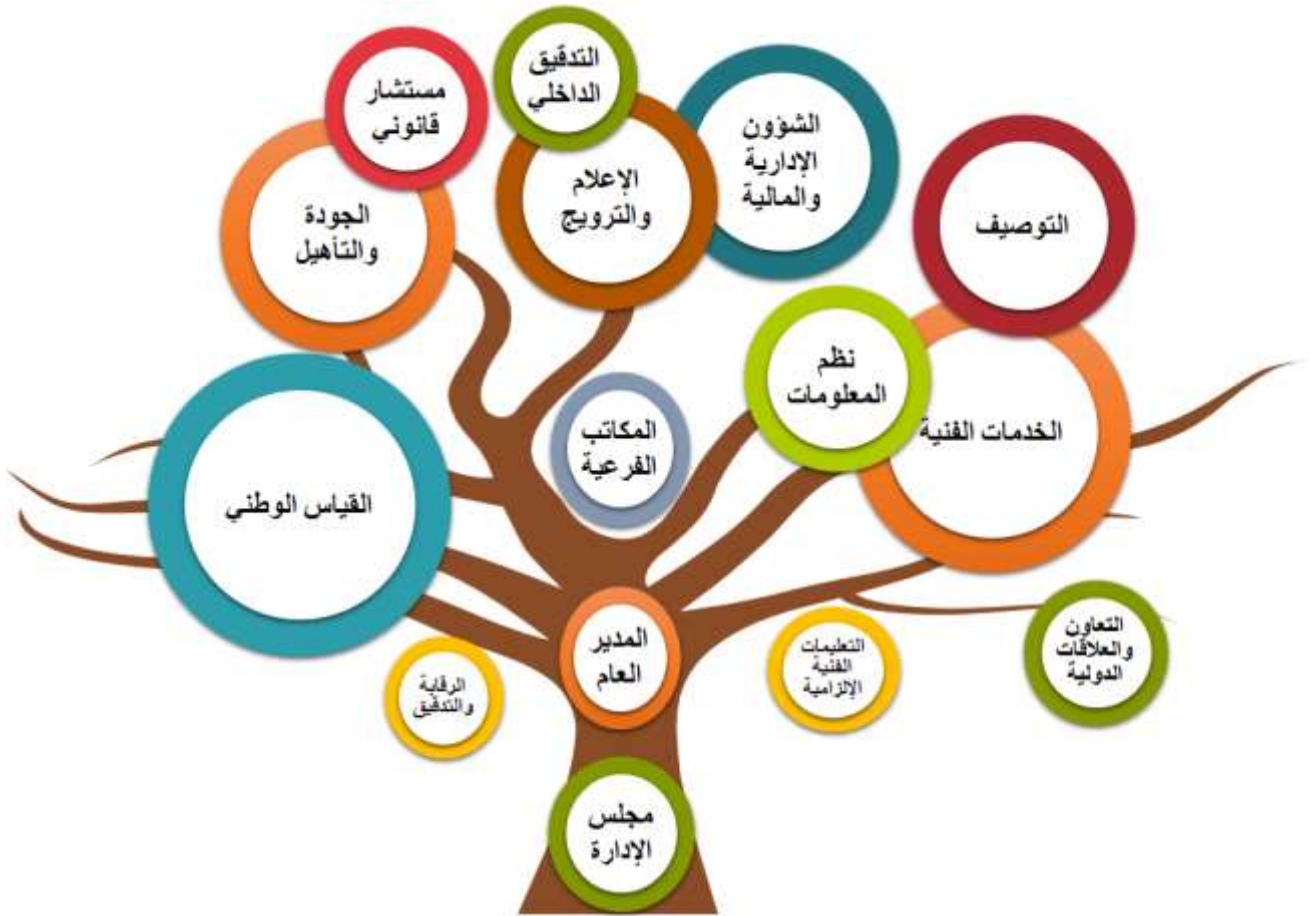 التدقيق
الداخلي
مستشار
قانوني
الشؤون
الإدارية
والمالية
الإعلام
والترويج
الجودة
والتأهيل
التوصيف
نظم
المعلومات
الخدمات الفنية
المكاتب
الفرعية
القياس الوطني
المدير
العام
التعاون
والعلاقات
الدولية
التعليمات
الفنية
الإلزامية
الرقابة
والتدقيق
مجلس
الإدارة